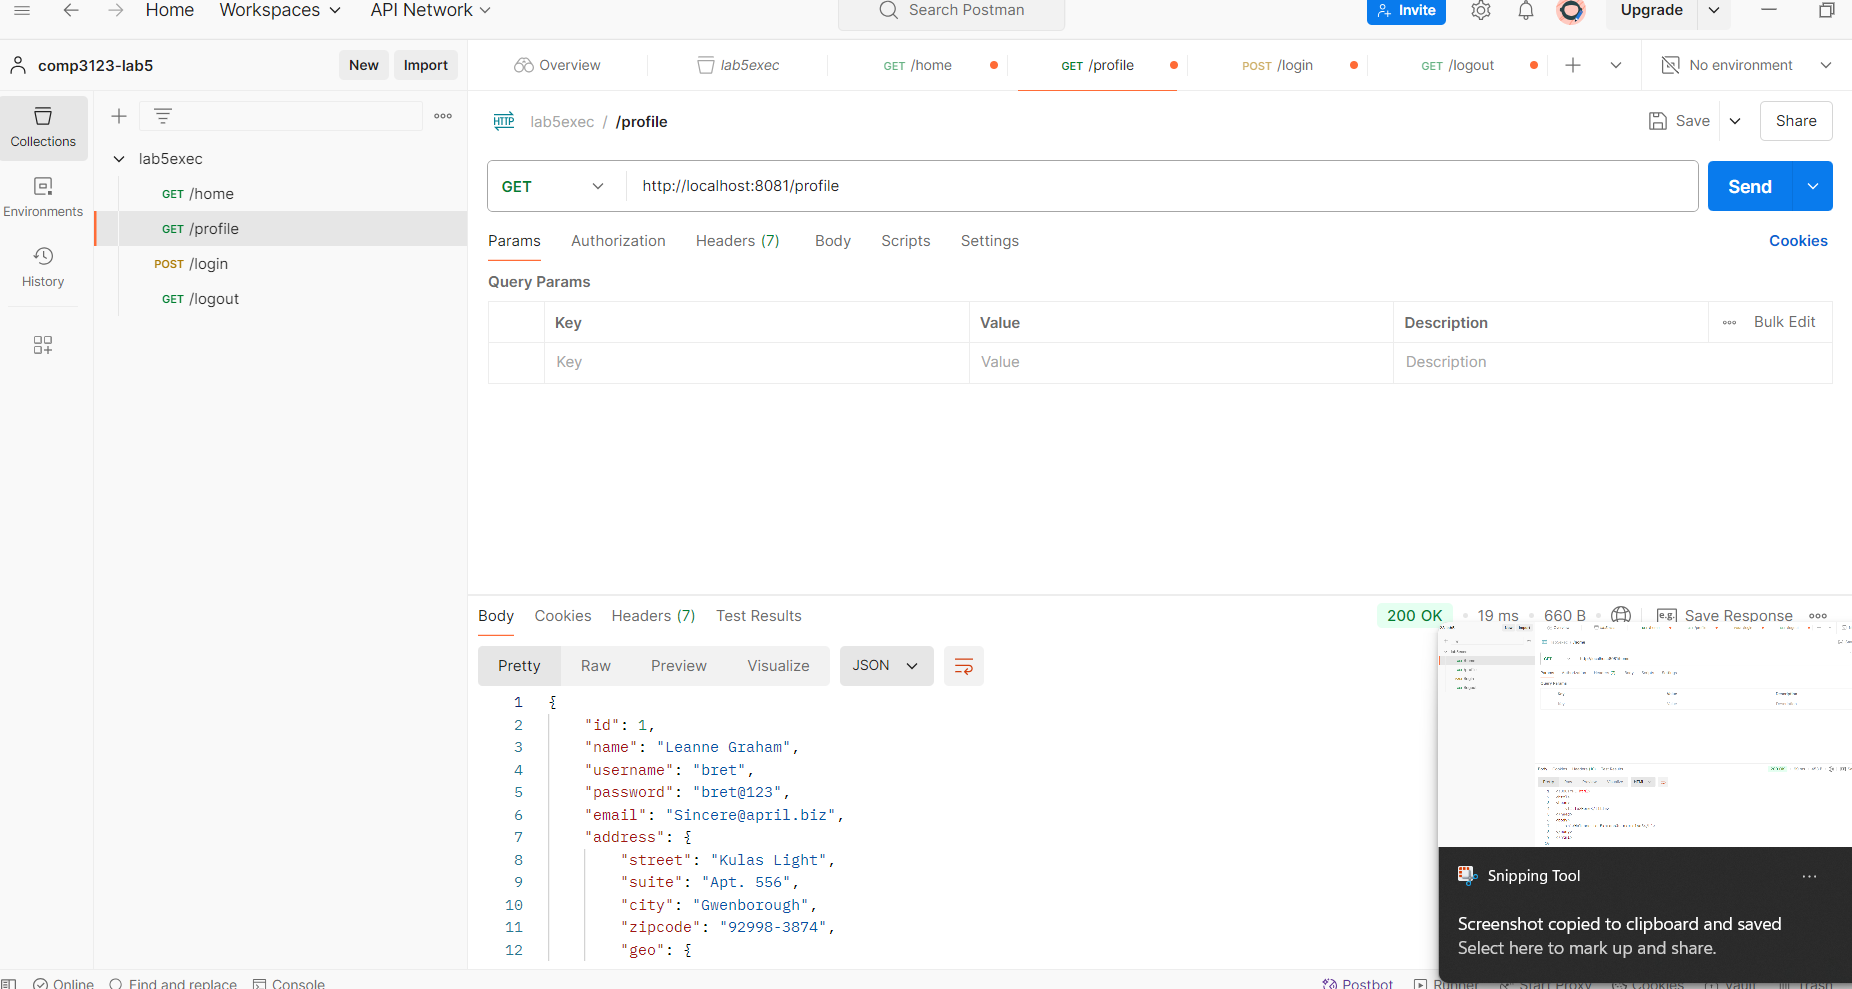 Home Workspaces API Network Search Postman Invite Upgrade
comp3123-lab5 New Import Overview lab5exec GET /home GET /profile POST /login GET /logout No environment
Collections
Environments
History
lab5exec
GET /home
GET /profile
POST /login
GET /logout
HTTP lab5exec / /profile Save Share
GET http://localhost:8081/profile Send
Params Authorization Headers (7) Body Scripts Settings Cookies
Query Params
Key Value Description Bulk Edit
Key Value Description
Body Cookies Headers (7) Test Results 200 OK 19 ms 660 B e.g. Save Response
Pretty Raw Preview Visualize JSON
1 {
2 "id": 1,
3 "name": "Leanne Graham",
4 "username": "bret",
5 "password": "bret@123",
6 "email": "Sincere@april.biz",
7 "address": {
8 "street": "Kulas Light",
9 "suite": "Apt. 556",
10 "city": "Gwenborough",
11 "zipcode": "92998-3874",
12 "geo": {
Snipping Tool
Screenshot copied to clipboard and saved
Select here to mark up and share.
Online Find and replace Console Postbot Runner Start Proxy Cookies Vault Trash